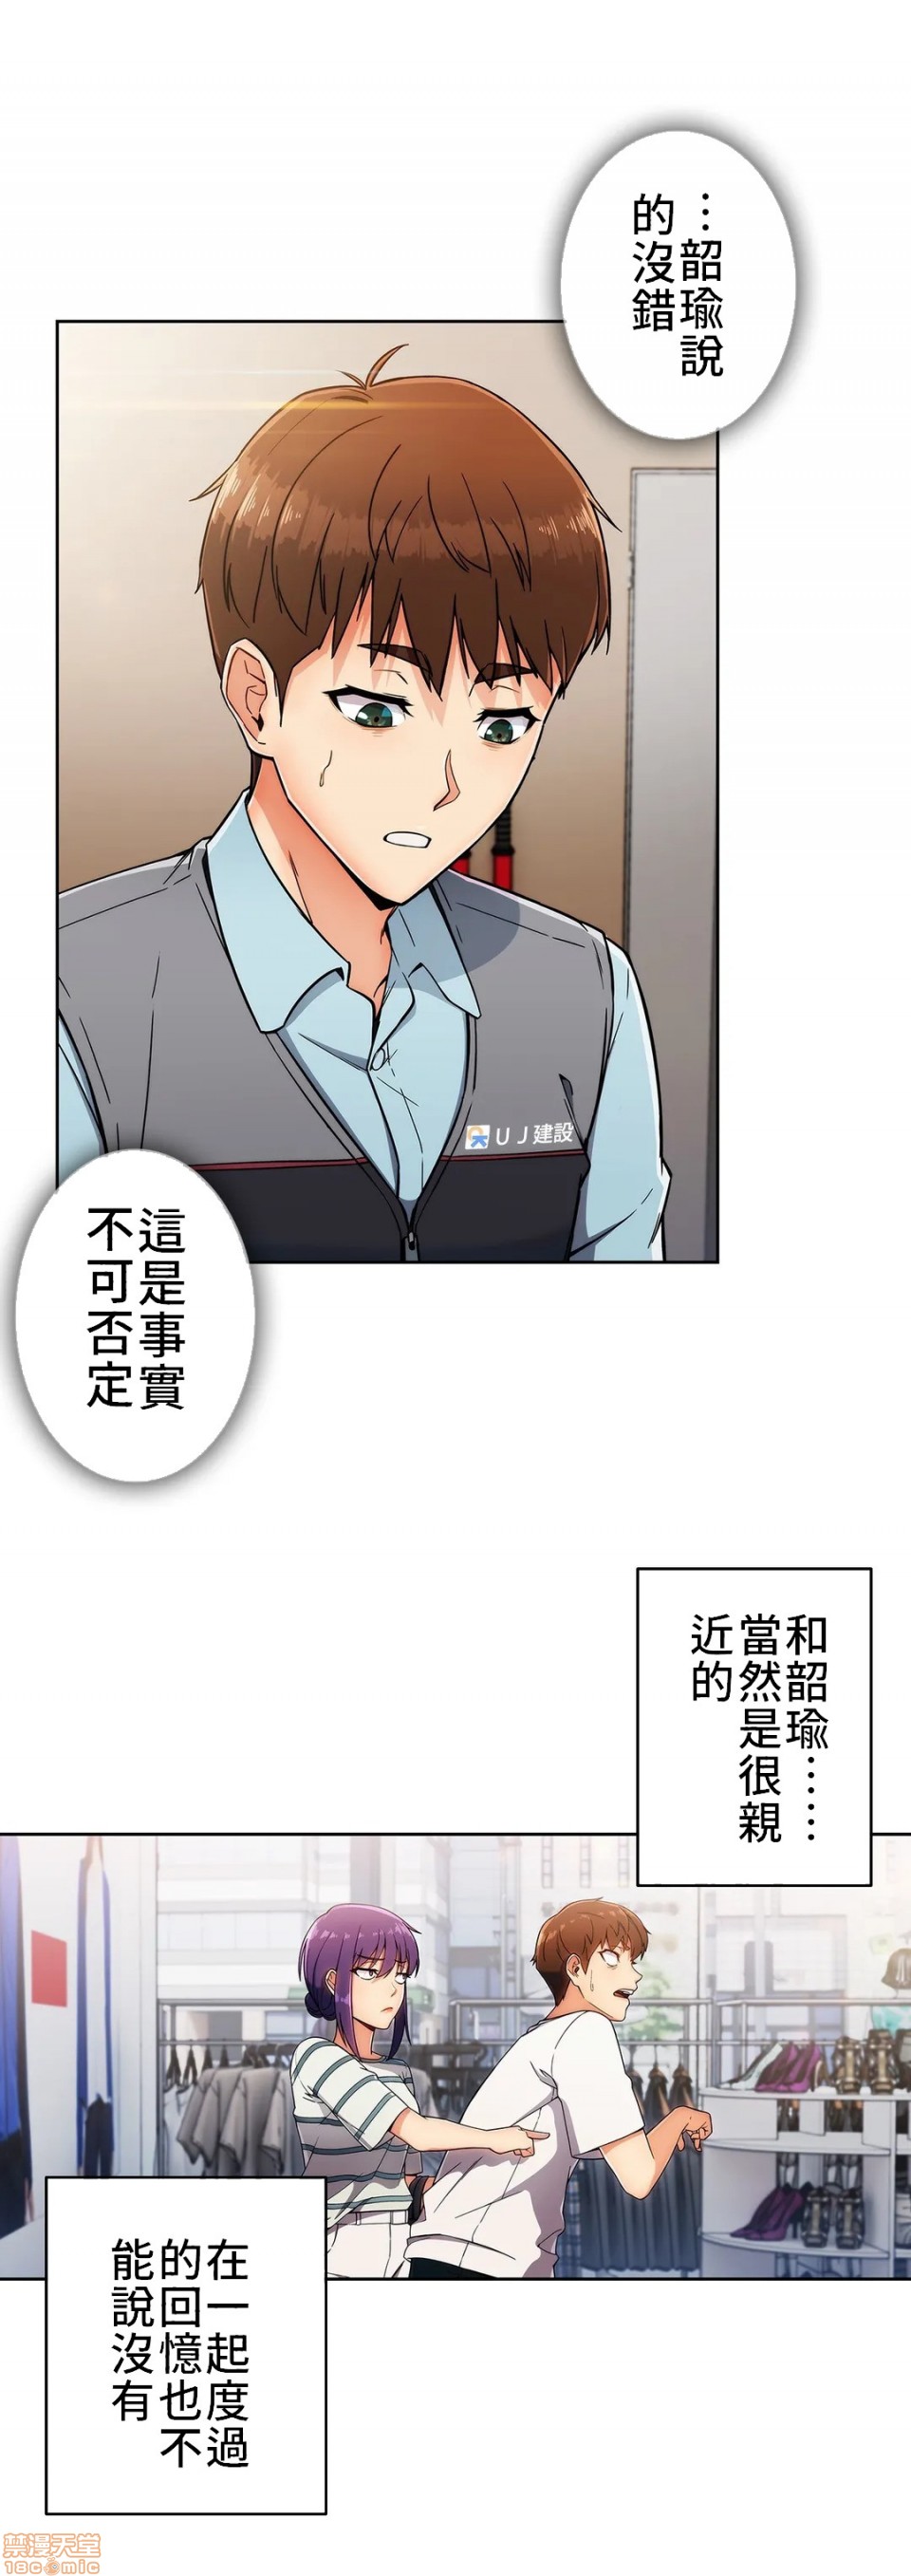 …韶瑜說
的沒錯
UJ建設
這是事實
不可否定
和韶瑜……
當然是很親
近的
在一起度過
的回憶也不
能說沒有
禁漫天堂
18comic